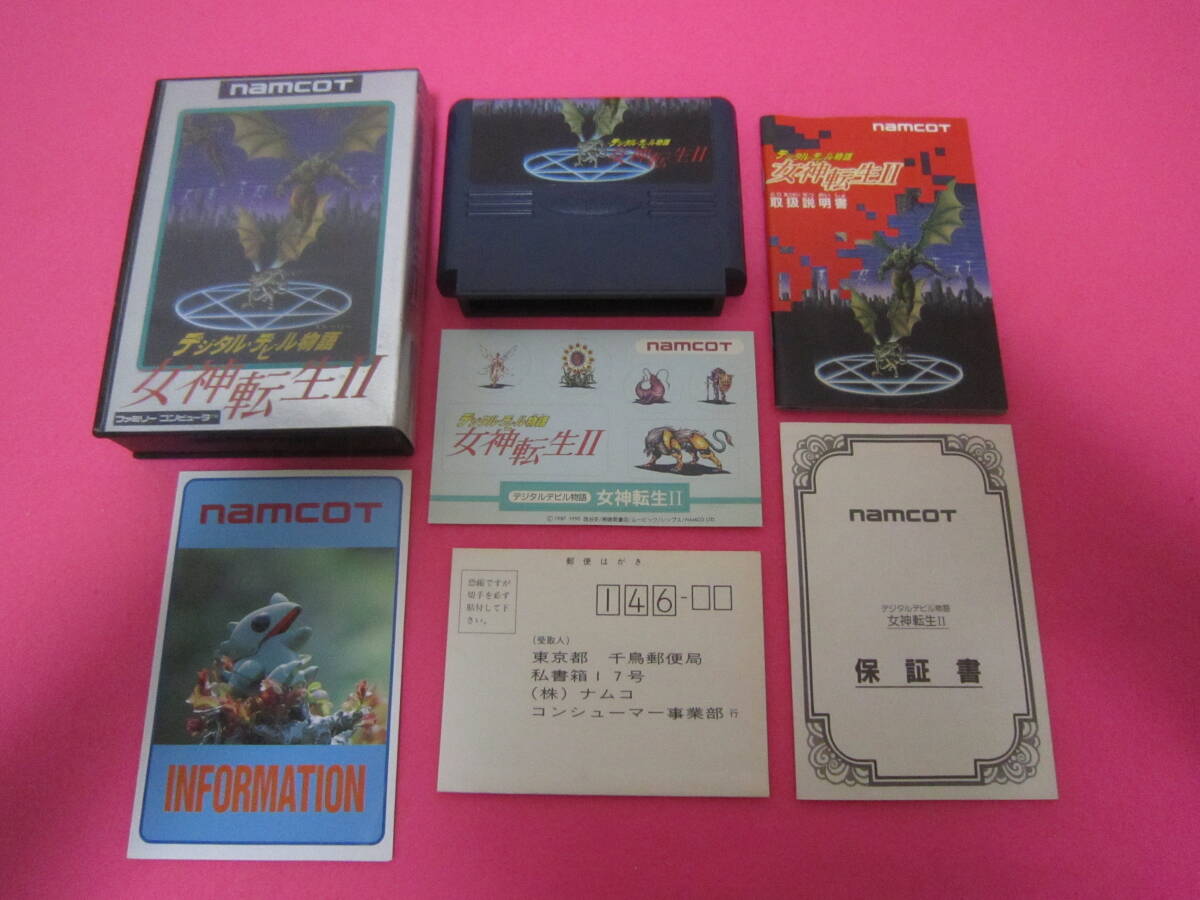 namcoT
デジタル・デビル物語
女神転生II
ファミリー コンピュータ™
デジタル・デビル物語
女神転生II
namcoT
デジタル・デビル物語
女神転生II
取扱説明書
namcoT
デジタル・デビル物語
女神転生II
デジタルデビル物語 女神転生II
namcoT
INFORMATION
郵便はがき
恐縮ですが
切手を必ず
貼付して下
さい。
146-
(受取人)
東京都 千鳥郵便局
私書箱17号
(株)ナムコ
コンシューマー事業部 行
namcoT
デジタルデビル物語
女神転生II
保証書